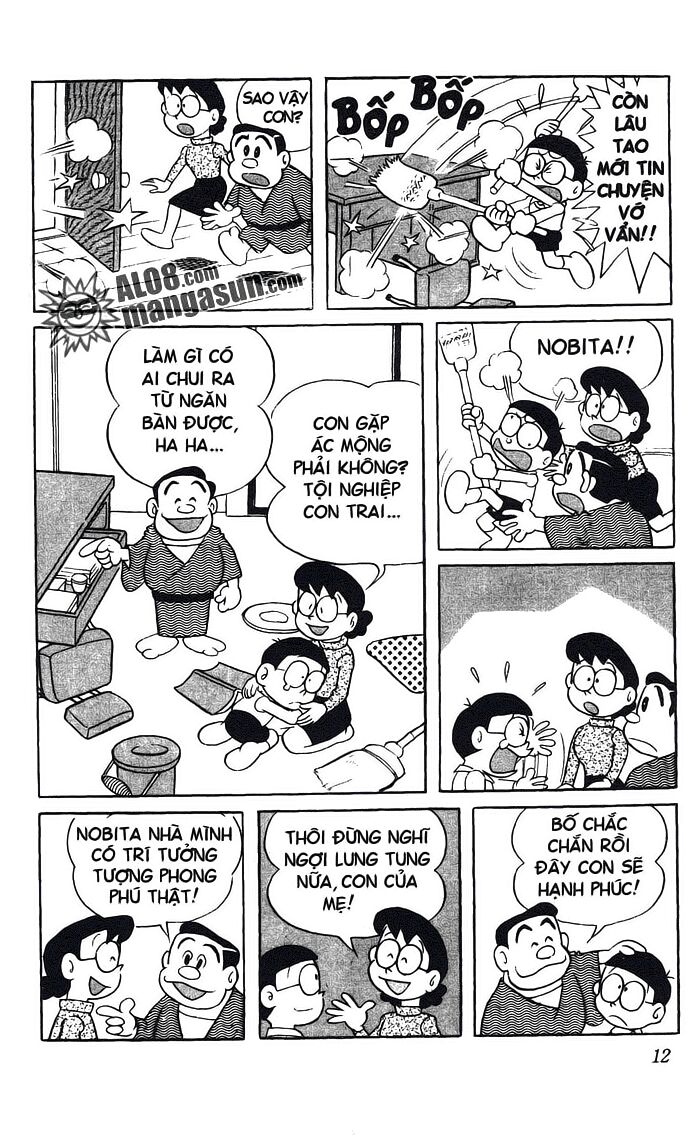 SAO VẬY
CON?
BỐP BỐP
CÒN
LÂU
TAO
MỚI TIN
CHUYỆN
VỚ
VẨN!!
AL08.com
mangasun.com
LÀM GÌ CÓ
AI CHUI RA
TỪ NGĂN
BÀN ĐƯỢC,
HA HA...
CON GẶP
ÁC MỘNG
PHẢI KHÔNG?
TỘI NGHIỆP
CON TRAI...
NOBITA!!
NOBITA NHÀ MÌNH
CÓ TRÍ TƯỞNG
TƯỢNG PHONG
PHÚ THẬT!
THÔI ĐỪNG NGHĨ
NGỢI LUNG TUNG
NỮA, CON CỦA
MẸ!
BỐ CHẮC
CHẮN RỒI
ĐÂY CON SẼ
HẠNH PHÚC!
12